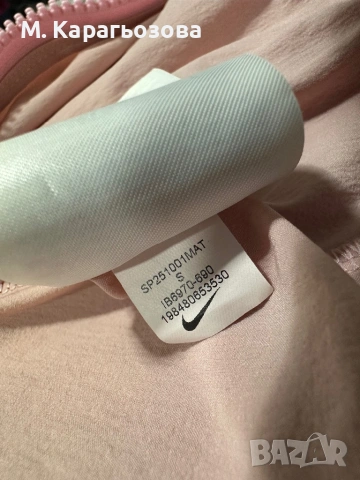 М. Карагьозова
SP251001MAT
S
IB6970-690
198480653530
BAZAR